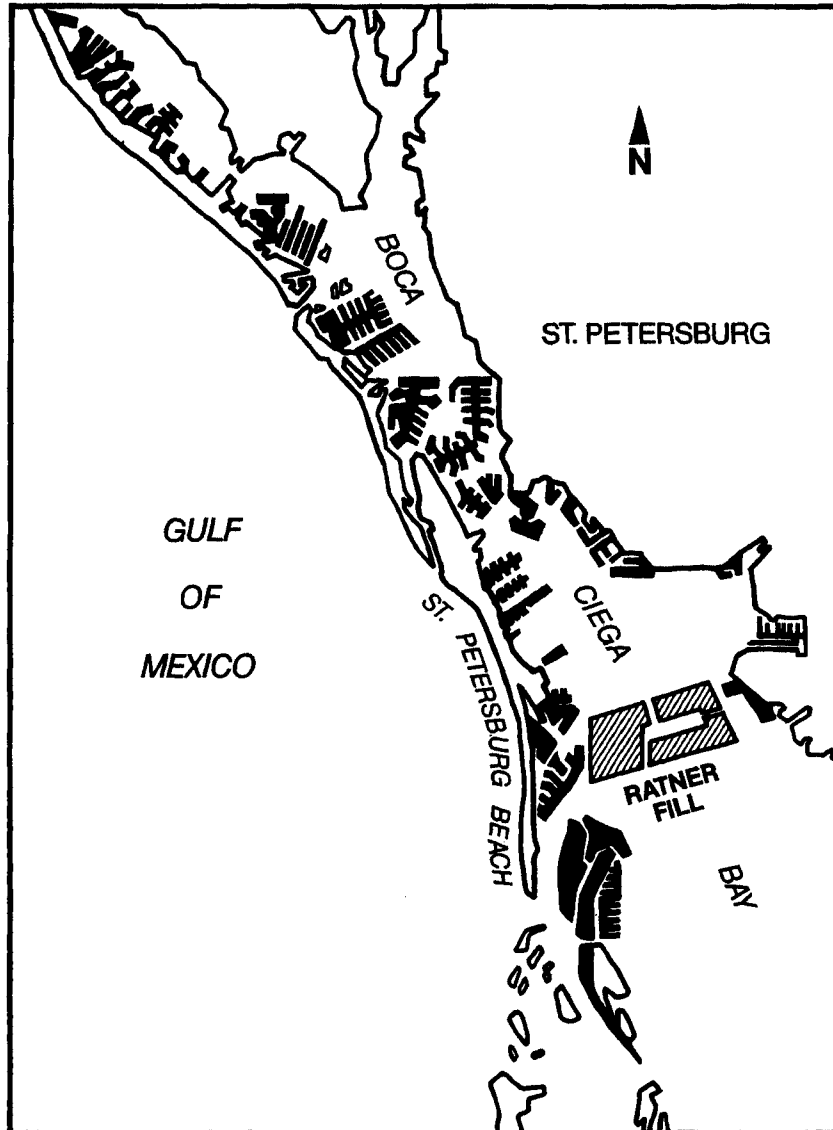 N
BOCA
ST. PETERSBURG
GULF
OF
MEXICO
CIEGA
ST. PETERSBURG BEACH
RATNER
FILL
BAY